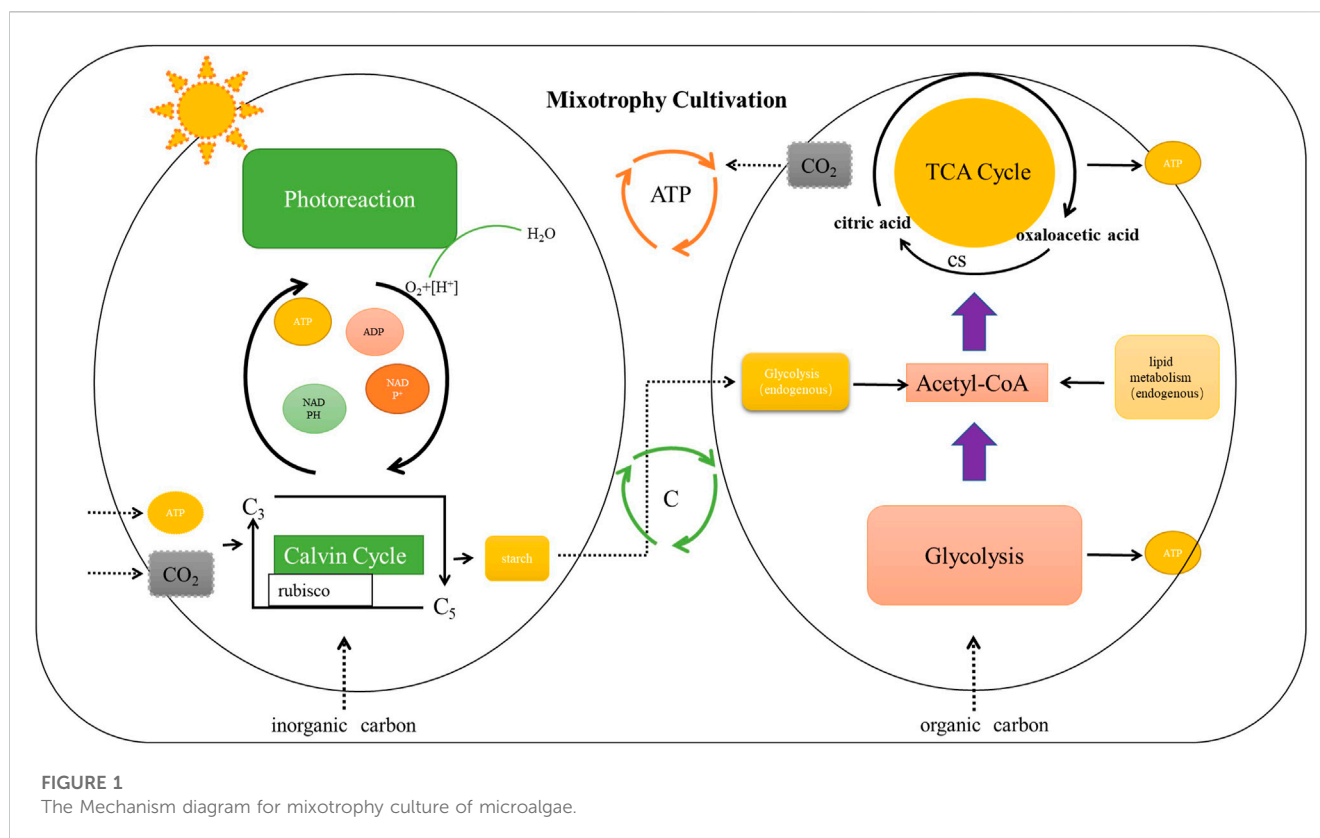 Mixotrophy Cultivation
Photoreaction
H₂O
O₂+[H⁺]
ATP
ADP
NAD
PH
NAD
P⁺
ATP
CO₂
C₃
Calvin Cycle
rubisco
C₅
starch
inorganic carbon
ATP
C
CO₂
TCA Cycle
ATP
citric acid
oxaloacetic acid
CS
Glycolysis
(endogenous)
Acetyl-CoA
lipid
metabolism
(endogenous)
Glycolysis
ATP
organic carbon
FIGURE 1
The Mechanism diagram for mixotrophy culture of microalgae.